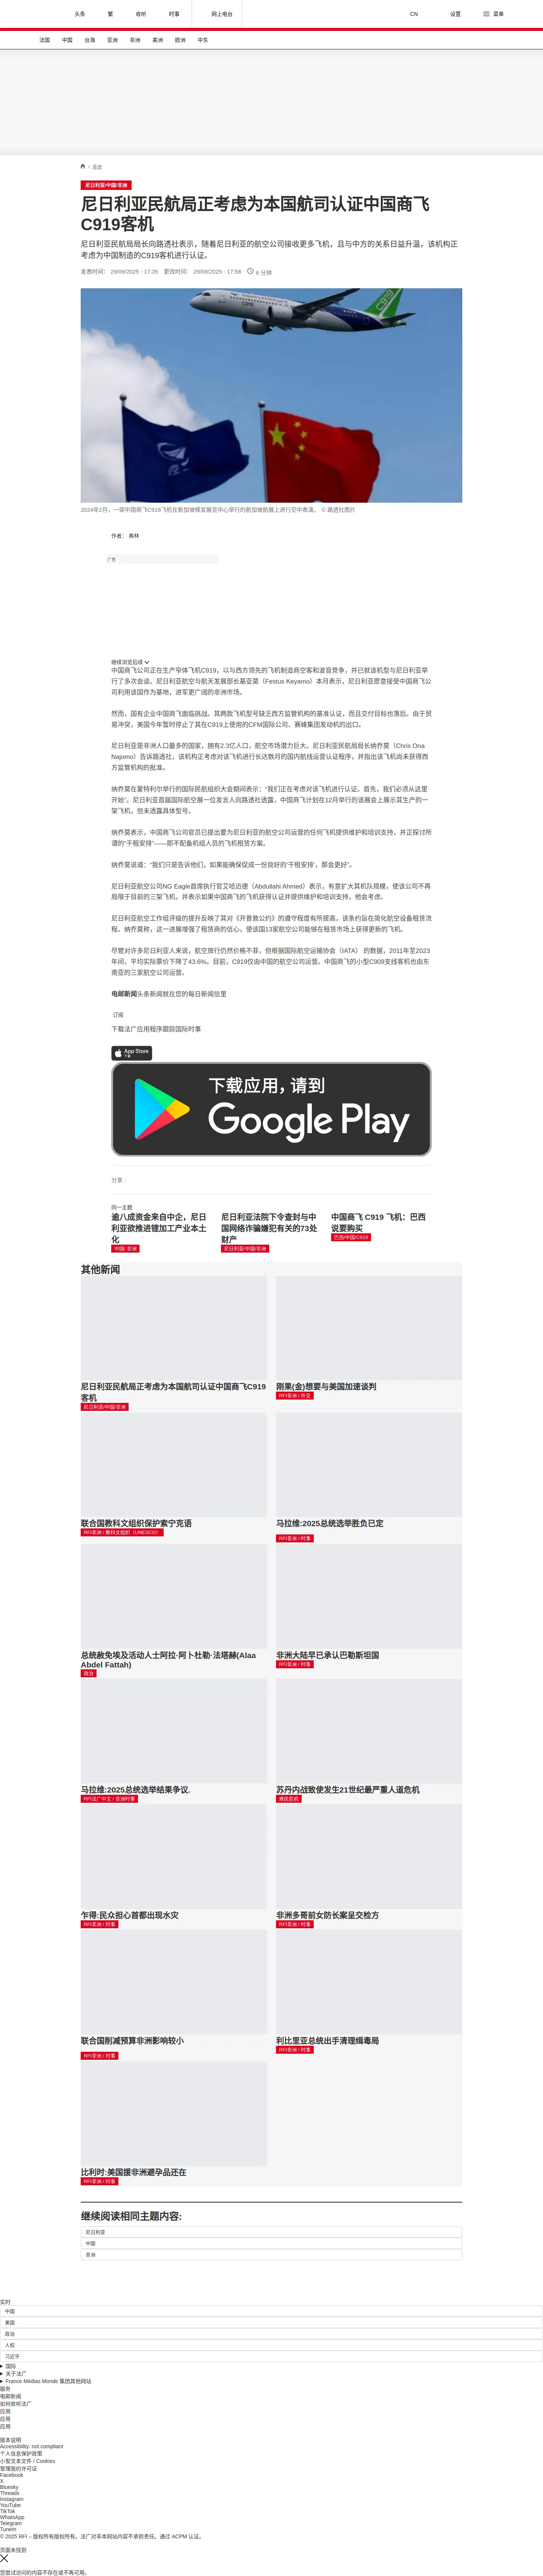 头条
繁
收听
时事
网上电台
CN
设置
菜单
法国
中国
台海
亚洲
非洲
美洲
欧洲
中东
/ 非洲
尼日利亚/中国/非洲
尼日利亚民航局正考虑为本国航司认证中国商飞
C919客机
尼日利亚民航局局长向路透社表示，随着尼日利亚的航空公司接收更多飞机，且与中方的关系日益升温，该机构正
考虑为中国制造的C919客机进行认证。
发表时间： 29/09/2025 - 17:35 更改时间： 29/09/2025 - 17:58 6 分钟
C919
2024年2月，一架中国商飞C919飞机在新加坡樟宜展览中心举行的新加坡航展上进行空中表演。 © 路透社图片
作者： 弗林
广告
继续浏览后续
中国商飞公司正在生产窄体飞机C919，以与西方领先的飞机制造商空客和波音竞争，并已就该机型与尼日利亚举
行了多次会谈。尼日利亚航空与航天发展部长基亚莫（Festus Keyamo）本月表示，尼日利亚愿意接受中国商飞公
司利用该国作为基地，进军更广阔的非洲市场。
然而，国有企业中国商飞面临挑战。其两款飞机型号缺乏西方监管机构的基准认证，而且交付目标也落后。由于贸
易冲突，美国今年暂时停止了其在C919上使用的CFM国际公司、赛峰集团发动机的出口。
尼日利亚是非洲人口最多的国家，拥有2.3亿人口，航空市场潜力巨大。尼日利亚民航局局长纳乔莫（Chris Ona
Najomo）告诉路透社，该机构正考虑对该飞机进行长达数月的国内航线运营认证程序，并指出该飞机尚未获得西
方监管机构的批准。
纳乔莫在蒙特利尔举行的国际民航组织大会期间表示：“我们正在考虑对该飞机进行认证。首先，我们必须从这里
开始”。尼日利亚首届国际航空展一位发言人向路透社透露，中国商飞计划在12月举行的该展会上展示其生产的一
架飞机，但未透露具体型号。
纳乔莫表示，中国商飞公司官员已提出要为尼日利亚的航空公司运营的任何飞机提供维护和培训支持，并正探讨所
谓的“干租安排”——即不配备机组人员的飞机租赁方案。
纳乔莫说道：“我们只是告诉他们，如果能确保促成一份良好的‘干租安排’，那会更好”。
尼日利亚航空公司NG Eagle首席执行官艾哈迈德（Abdullahi Ahmed）表示，有意扩大其机队规模，使该公司不再
局限于目前的三架飞机，并表示如果中国商飞的飞机获得认证并提供维护和培训支持，他会考虑。
尼日利亚航空工作组评级的提升反映了其对《开普敦公约》的遵守程度有所提高，该条约旨在简化航空设备租赁流
程。纳乔莫称，这一进展增强了租赁商的信心，使该国13家航空公司能够在租赁市场上获得更新的飞机。
尽管对许多尼日利亚人来说，航空旅行仍然价格不菲，但根据国际航空运输协会（IATA） 的数据，2011年至2023
年间，平均实际票价下降了43.6%。目前，C919仅由中国的航空公司运营。中国商飞的小型C909支线客机也由东
南亚的三家航空公司运营。
电邮新闻头条新闻就在您的每日新闻信里
订阅
下载法广应用程序跟踪国际时事
App Store
下载应用，请到
Google Play
分享 :
同一主题
逾八成资金来自中企，尼日
利亚欲推进锂加工产业本土
化
中国/ 非洲
尼日利亚法院下令查封与中
国网络诈骗嫌犯有关的73处
财产
尼日利亚/中国/非洲
中国商飞 C919 飞机：巴西
说要购买
巴西/中国/C919
其他新闻
尼日利亚民航局正考虑为本国航司认证中国商飞C919
客机
尼日利亚/中国/非洲
刚果(金)想要与美国加速谈判
RFI非洲 / 外交
联合国教科文组织保护索宁克语
RFI非洲 / 教科文组织（UNESCO）
马拉维:2025总统选举胜负已定
RFI非洲 / 时事
总统赦免埃及活动人士阿拉·阿卜杜勒·法塔赫(Alaa
Abdel Fattah)
政治
非洲大陆早已承认巴勒斯坦国
RFI非洲 / 时事
马拉维:2025总统选举结果争议.
RFI法广中文 / 非洲时事
苏丹内战致使发生21世纪最严重人道危机
难民危机
乍得:民众担心首都出现水灾
RFI非洲 / 时事
非洲多哥前女防长案呈交检方
RFI非洲 / 时事
联合国削减预算非洲影响较小
RFI非洲 / 时事
利比里亚总统出手清理缉毒局
RFI非洲 / 时事
比利时:美国援非洲避孕品还在
RFI非洲 / 时事
继续阅读相同主题内容:
尼日利亚
中国
非洲
实时
中国
美国
政治
人权
习近平
国际
关于法广
France Médias Monde 集团其他网站
服务
电邮新闻
如何收听法广
应用
应用
应用
版本说明
Accessibility: not compliant
个人信息保护政策
小型文本文件 / Cookies
管理我的许可证
Facebook
X
Bluesky
Threads
Instagram
YouTube
TikTok
WhatsApp
Telegram
TuneIn
© 2025 RFI – 版权所有版权所有。法广对非本网站内容不承担责任。通过 ACPM 认证。
页面未找到
您尝试访问的内容不存在或不再可用。